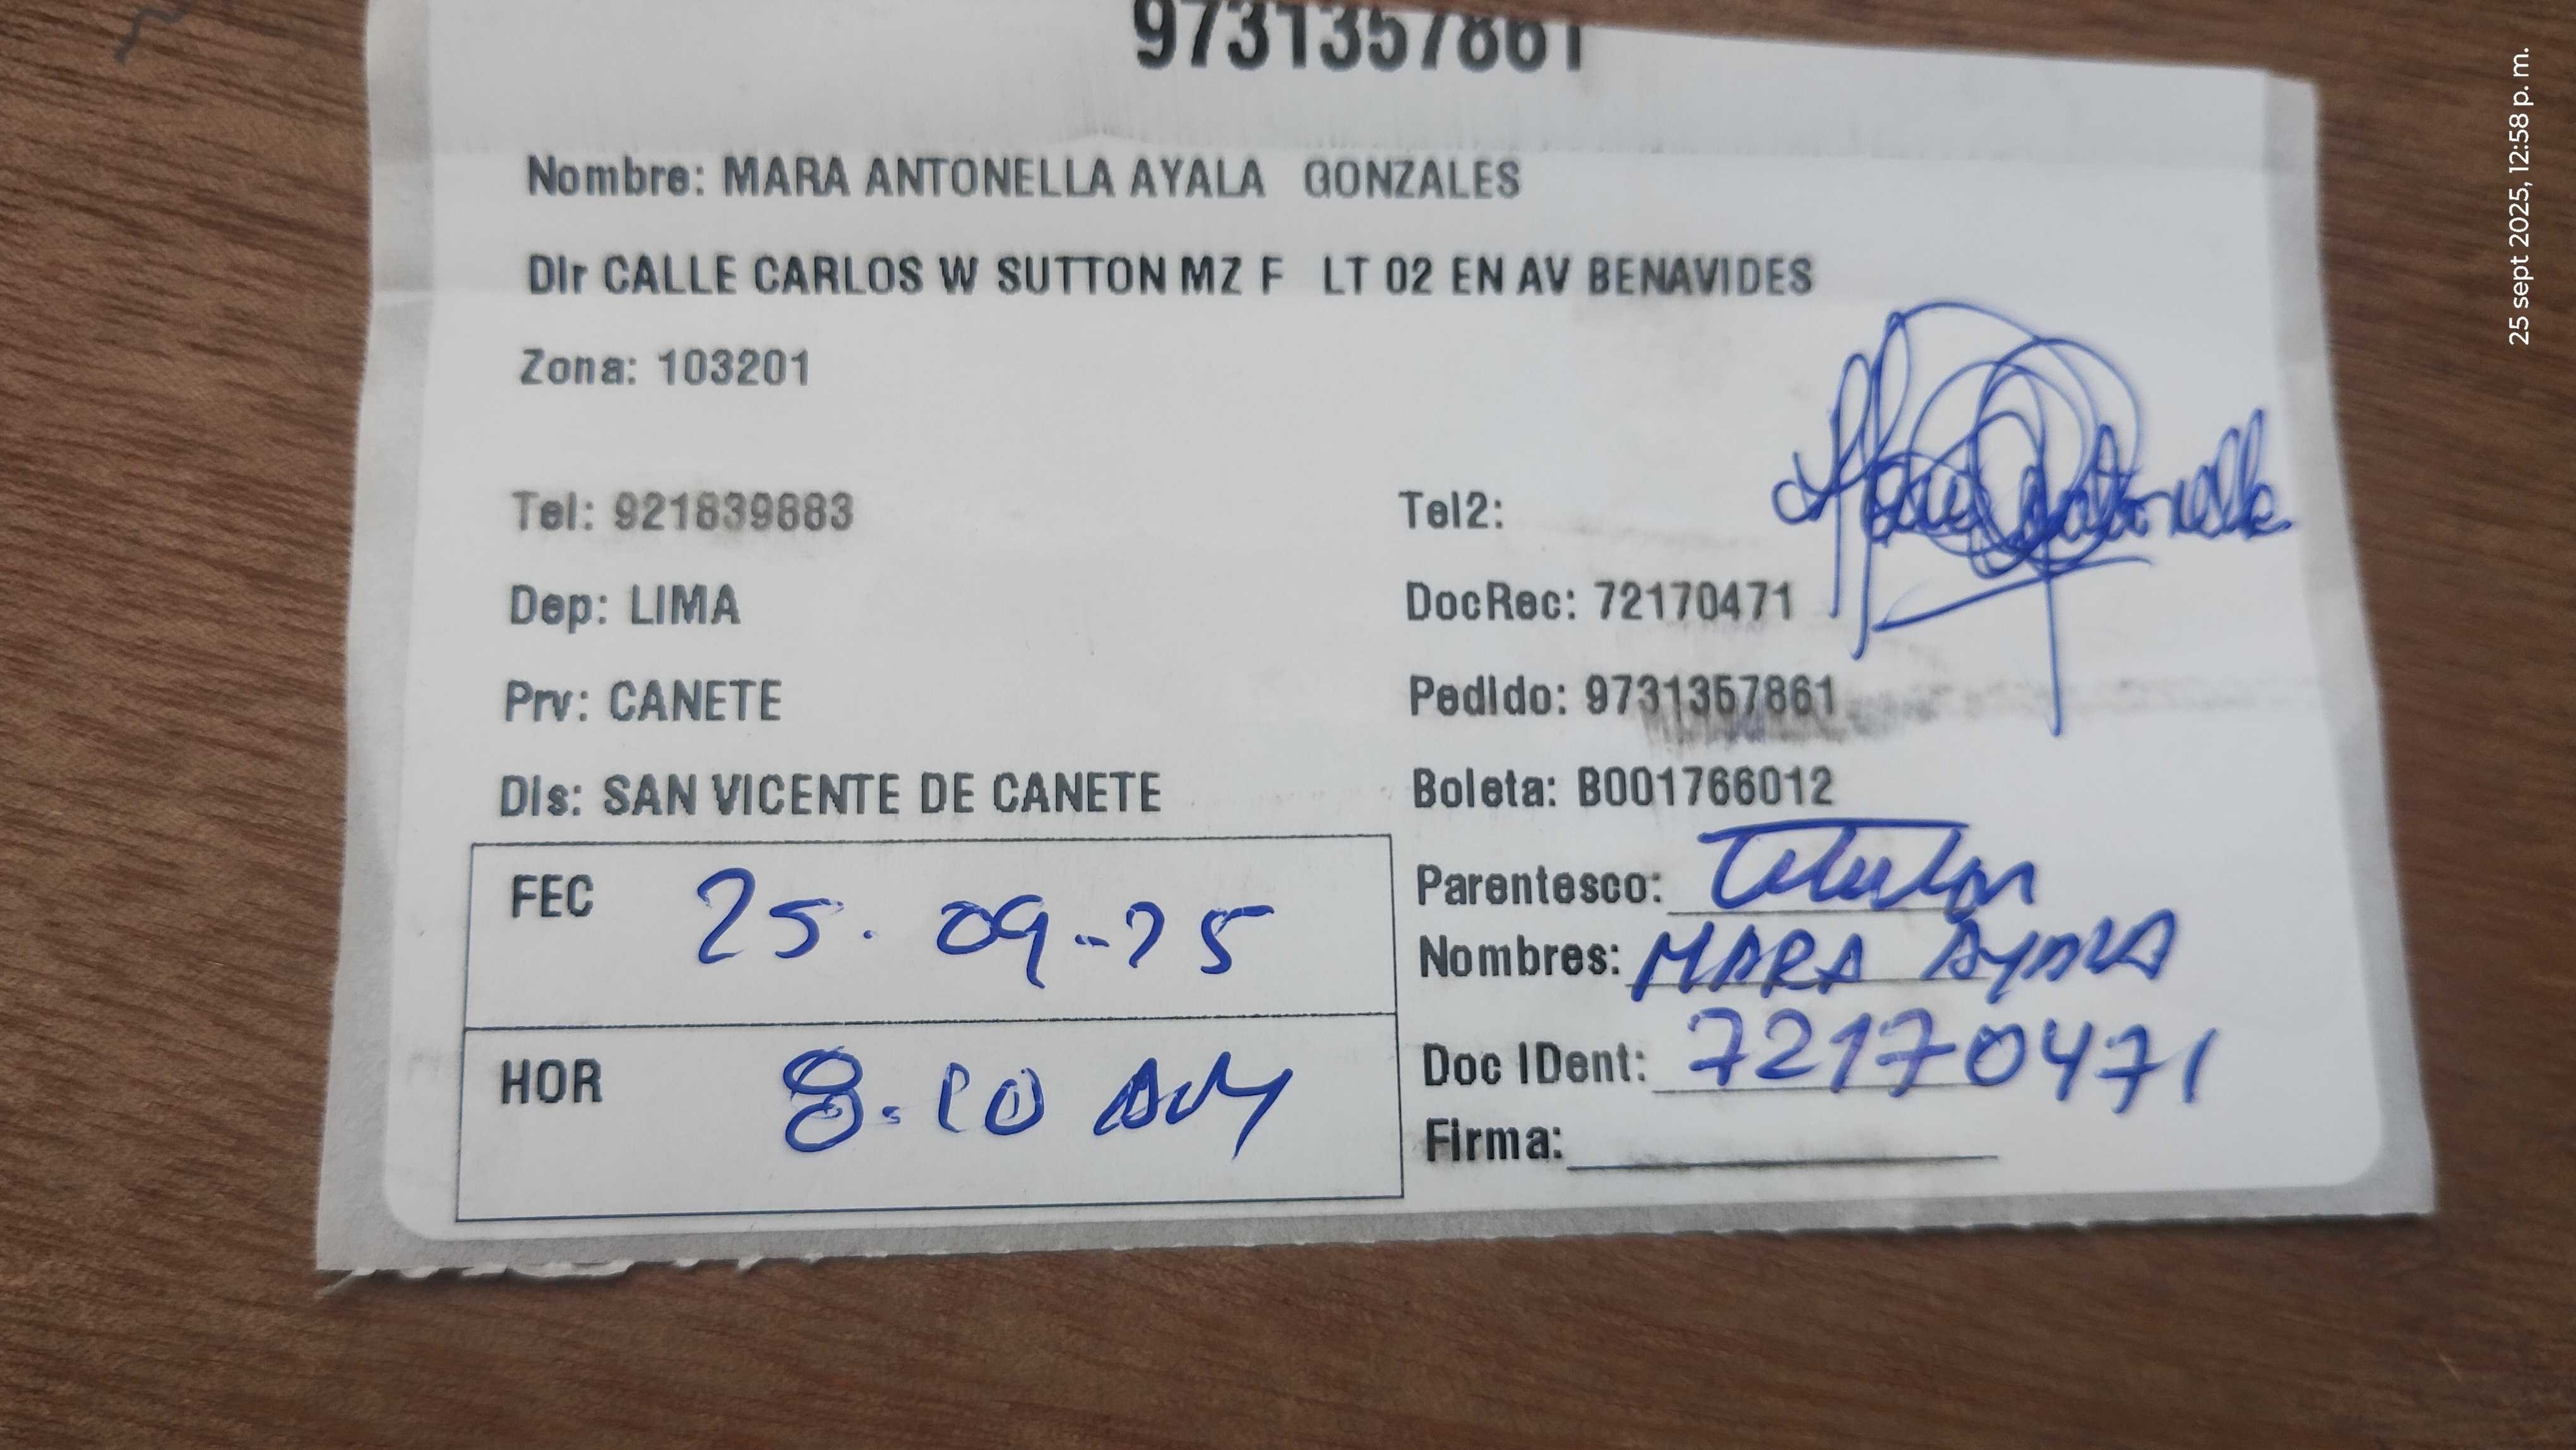 9731357861
Nombre: MARA ANTONELLA AYALA GONZALES
Dir CALLE CARLOS W SUTTON MZ F LT 02 EN AV BENAVIDES
Zona: 103201
Tel: 921839883
Tel2:
Dep: LIMA
DocRec: 72170471
Prv: CANETE
Pedido: 9731357861
Dis: SAN VICENTE DE CANETE
Boleta: B001766012
FEC 25.09-25
HOR 8.10 AM
Parentesco: Titular
Nombres: MARA AYALA
Doc IDent: 72170471
Firma:
25 sept 2025, 12:58 p. m.